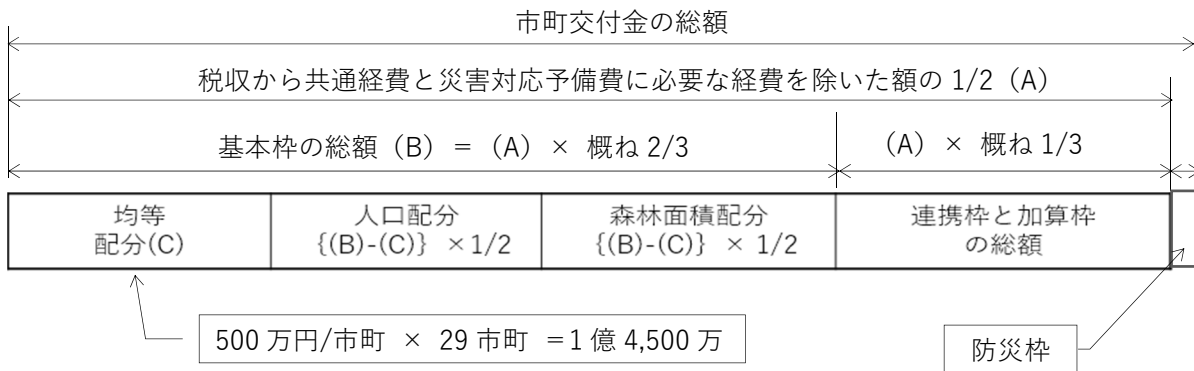 市町交付金の総額
税収から共通経費と災害対応予備費に必要な経費を除いた額の 1/2（A）
基本枠の総額（B） ＝ （A） × 概ね 2/3
（A） × 概ね 1/3
均等
配分(C)
人口配分
{(B)-(C)} ×1/2
森林面積配分
{(B)-(C)} × 1/2
連携枠と加算枠
の総額
500 万円/市町 × 29 市町 ＝1 億 4,500 万
防災枠